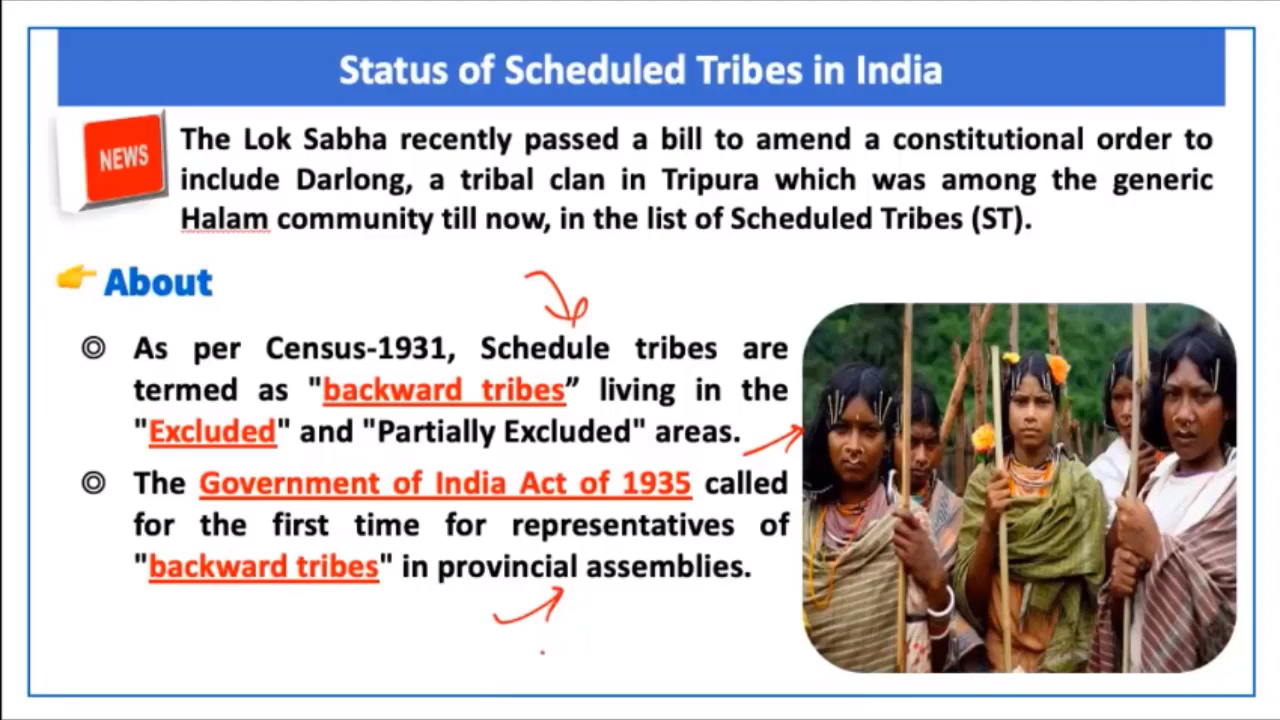 Status of Scheduled Tribes in India
NEWS
The Lok Sabha recently passed a bill to amend a constitutional order to
include Darlong, a tribal clan in Tripura which was among the generic
Halam community till now, in the list of Scheduled Tribes (ST).
About
As per Census-1931, Schedule tribes are
termed as "backward tribes” living in the
"Excluded" and "Partially Excluded" areas.
The Government of India Act of 1935 called
for the first time for representatives of
"backward tribes" in provincial assemblies.